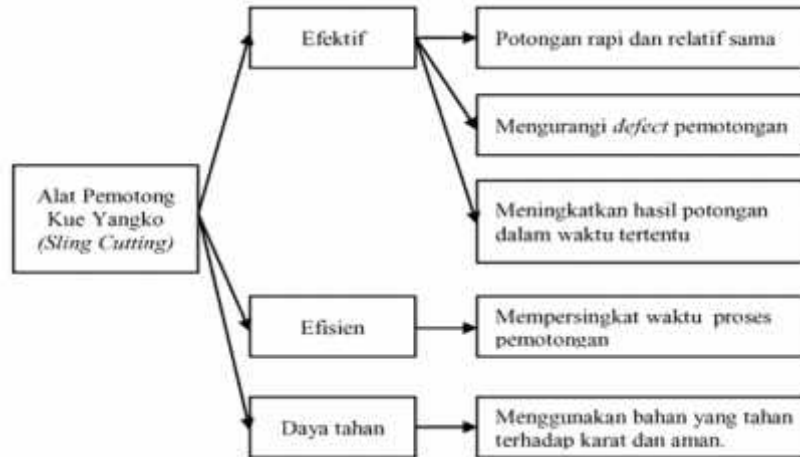 Efektif
Potongan rapi dan relatif sama
Mengurangi defect pemotongan
Meningkatkan hasil potongan
dalam waktu tertentu
Alat Pemotong
Kue Yangko
(Sling Cutting)
Efisien
Mempersingkat waktu proses
pemotongan
Daya tahan
Menggunakan bahan yang tahan
terhadap karat dan aman.